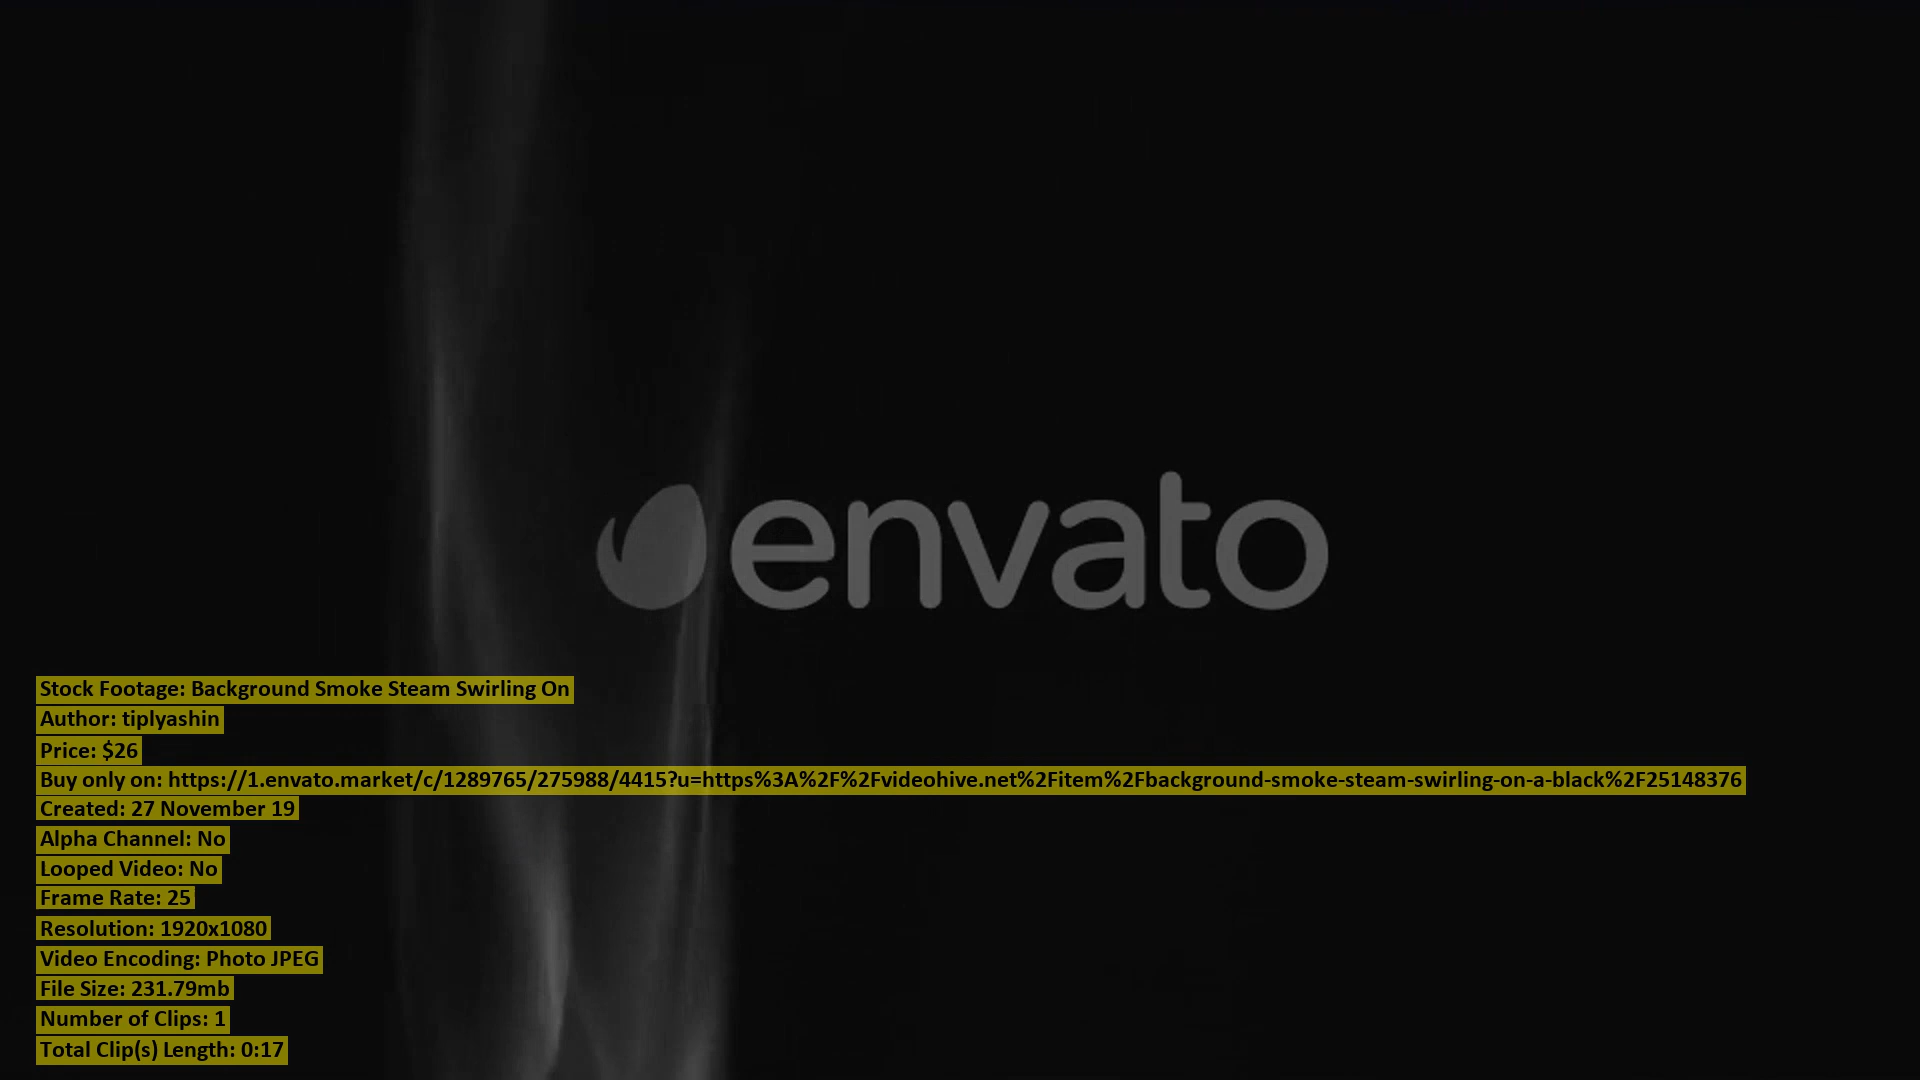 envato
Stock Footage: Background Smoke Steam Swirling On
Author: tiplyashin
Price: $26
Buy only on: https://1.envato.market/c/1289765/275988/4415?u=https%3A%2F%2Fvideohive.net%2Fitem%2Fbackground-smoke-steam-swirling-on-a-black%2F25148376
Created: 27 November 19
Alpha Channel: No
Looped Video: No
Frame Rate: 25
Resolution: 1920x1080
Video Encoding: Photo JPEG
File Size: 231.79mb
Number of Clips: 1
Total Clip(s) Length: 0:17